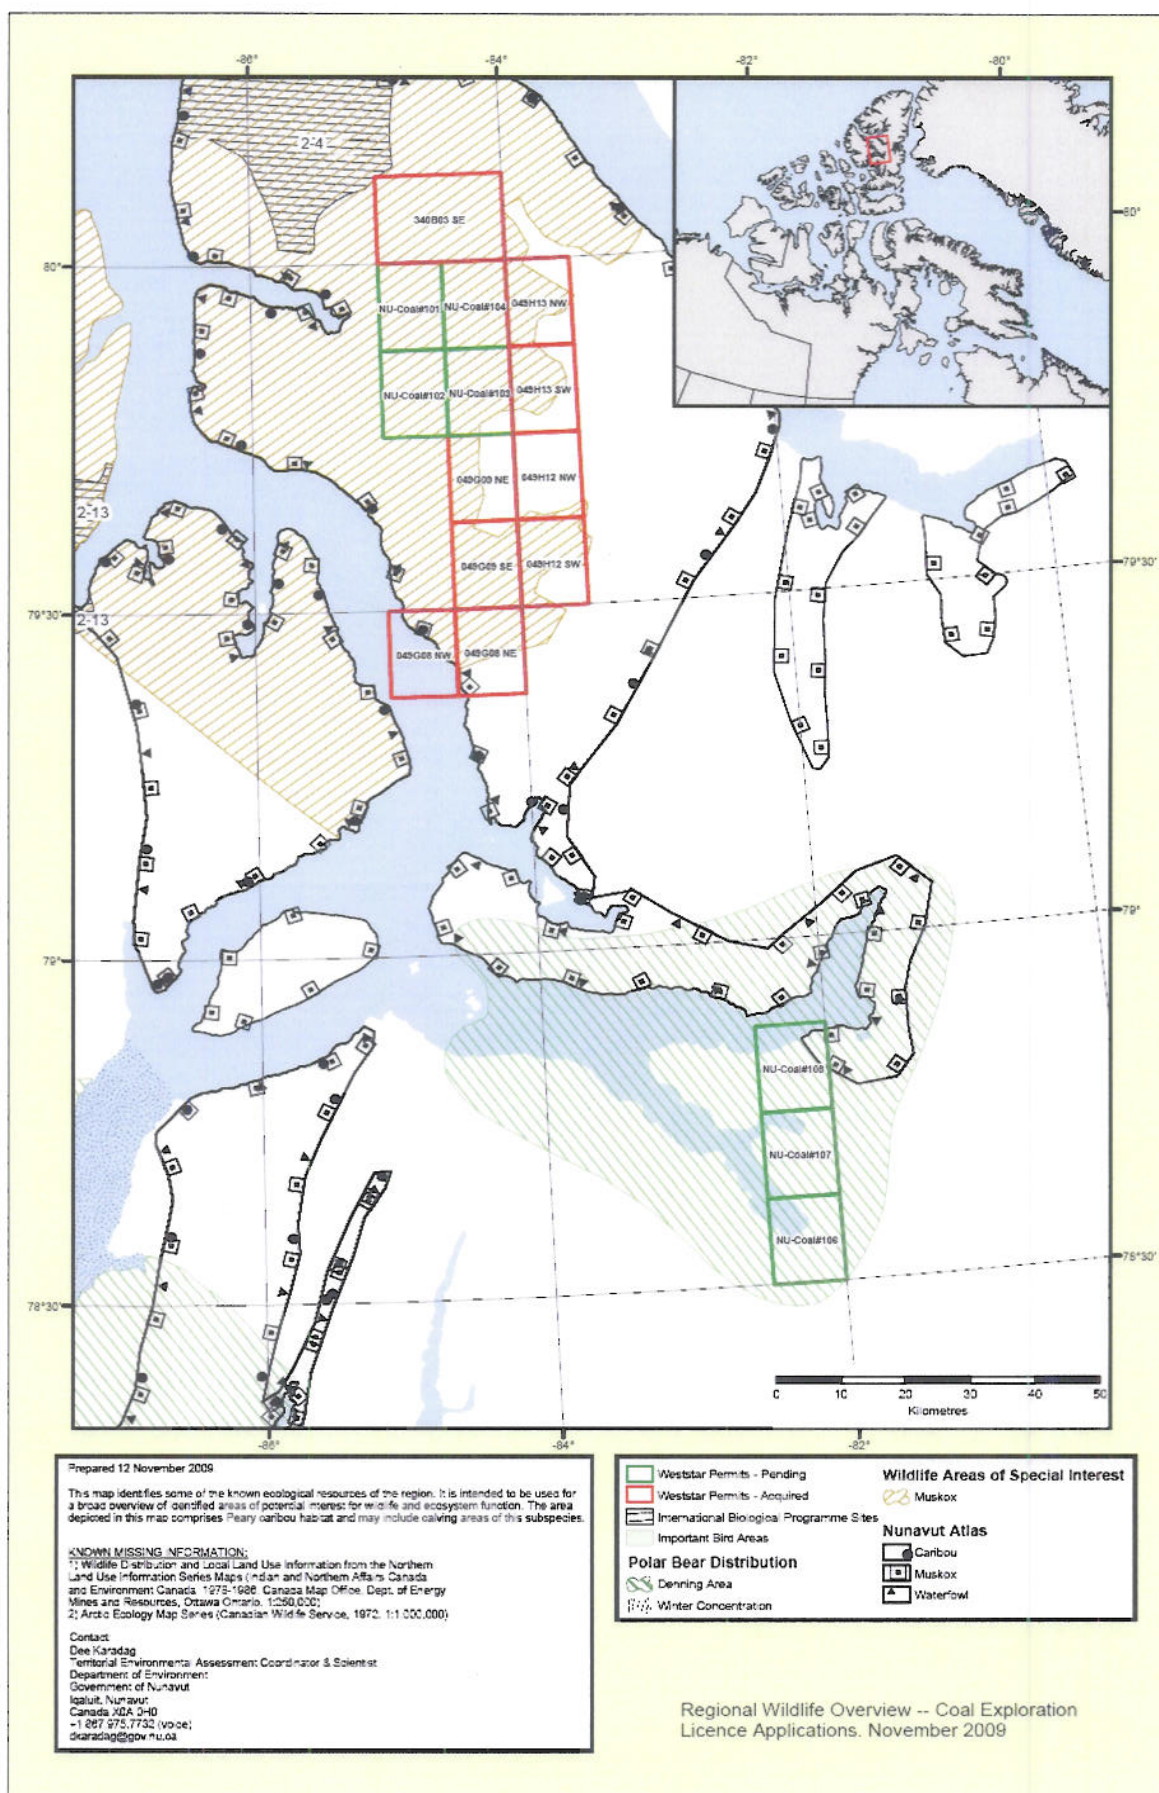 -86°
-84°
-82°
-80°
2-4
340B03 SE
80°
80°
NU-Coal#101
NU-Coal#104
049H13 NW
NU-Coal#102
NU-Coal#103
049H13 SW
049G09 NE
049H12 NW
2-13
049G09 SE
049H12 SW
79°30'
79°30'
2-13
049G08 NW
049G08 NE
79°
79°
NU-Coal#108
NU-Coal#107
NU-Coal#106
78°30'
78°30'
0 10 20 30 40 50
Kilometres
-86°
-84°
-82°
Prepared 12 November 2009
This map identifies some of the known ecological resources of the region. It is intended to be used for
a broad overview of identified areas of potential interest for wildlife and ecosystem function. The area
depicted in this map comprises Peary caribou habitat and may include calving areas of this subspecies.
KNOWN MISSING INFORMATION:
1) Wildlife Distribution and Local Land Use Information from the Northern
Land Use Information Series Maps (Indian and Northern Affairs Canada
and Environment Canada, 1975-1986, Canada Map Office, Dept. of Energy
Mines and Resources, Ottawa Ontario. 1:250,000)
2) Arctic Ecology Map Series (Canadian Wildlife Service, 1972. 1:1,000,000)
Contact
Dee Karadag
Territorial Environmental Assessment Coordinator & Scientist
Department of Environment
Government of Nunavut
Iqaluit, Nunavut
Canada X0A 0H0
+1 867 975.7732 (voice)
dkaradag@gov.nu.ca
Weststar Permits - Pending
Weststar Permits - Acquired
International Biological Programme Sites
Important Bird Areas
Polar Bear Distribution
Denning Area
Winter Concentration
Wildlife Areas of Special Interest
Muskox
Nunavut Atlas
Caribou
Muskox
Waterfowl
Regional Wildlife Overview -- Coal Exploration
Licence Applications. November 2009